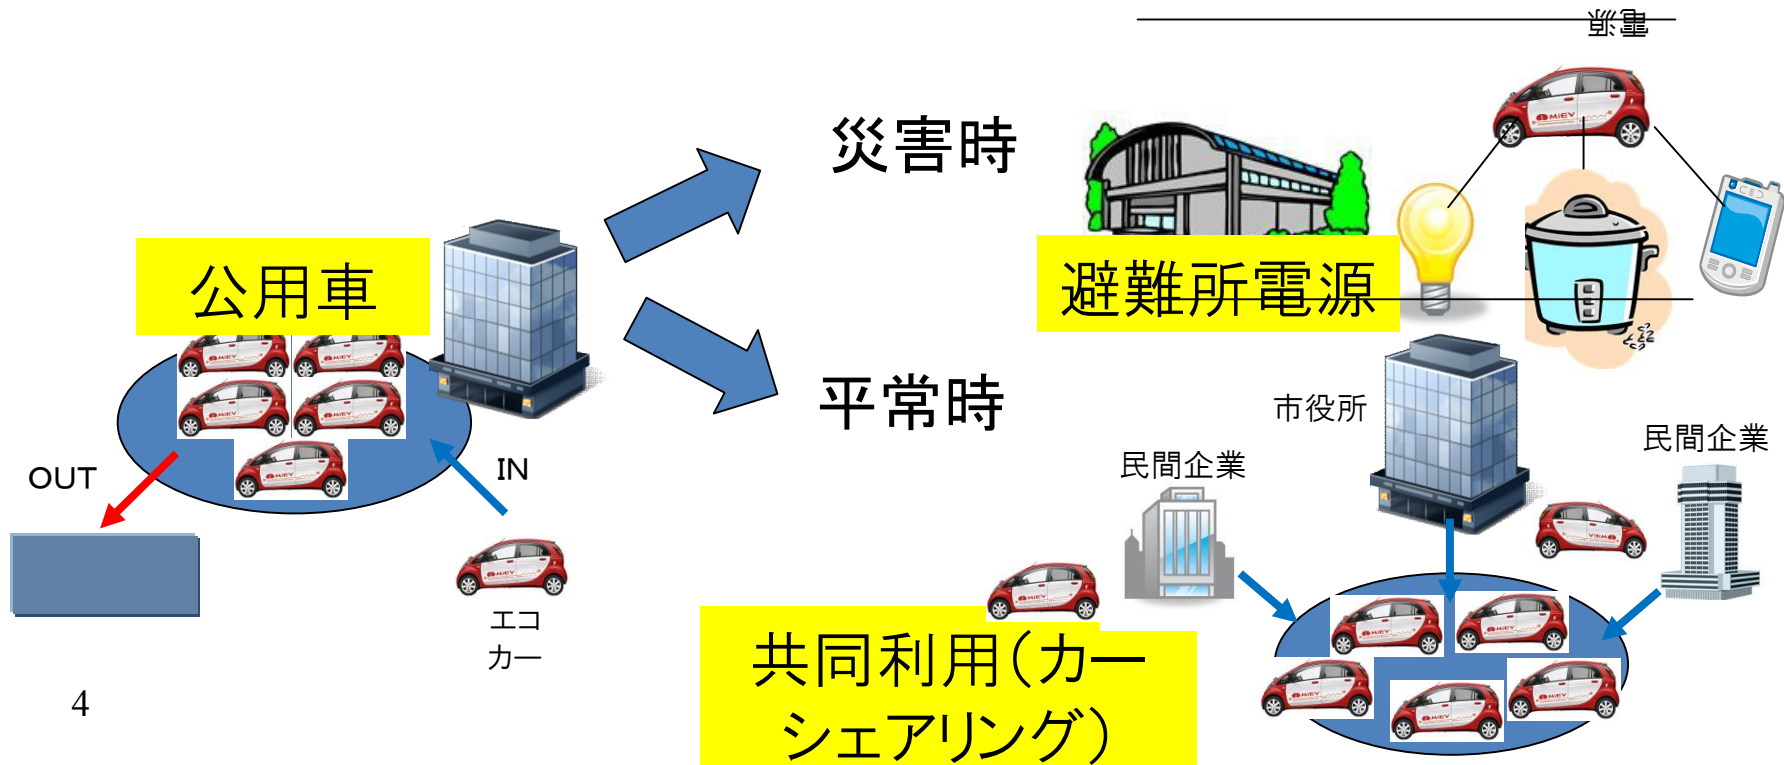 電源
災害時
避難所電源
公用車
平常時
市役所
民間企業
民間企業
OUT
IN
エコ
カー
共同利用(カー
シェアリング)
4